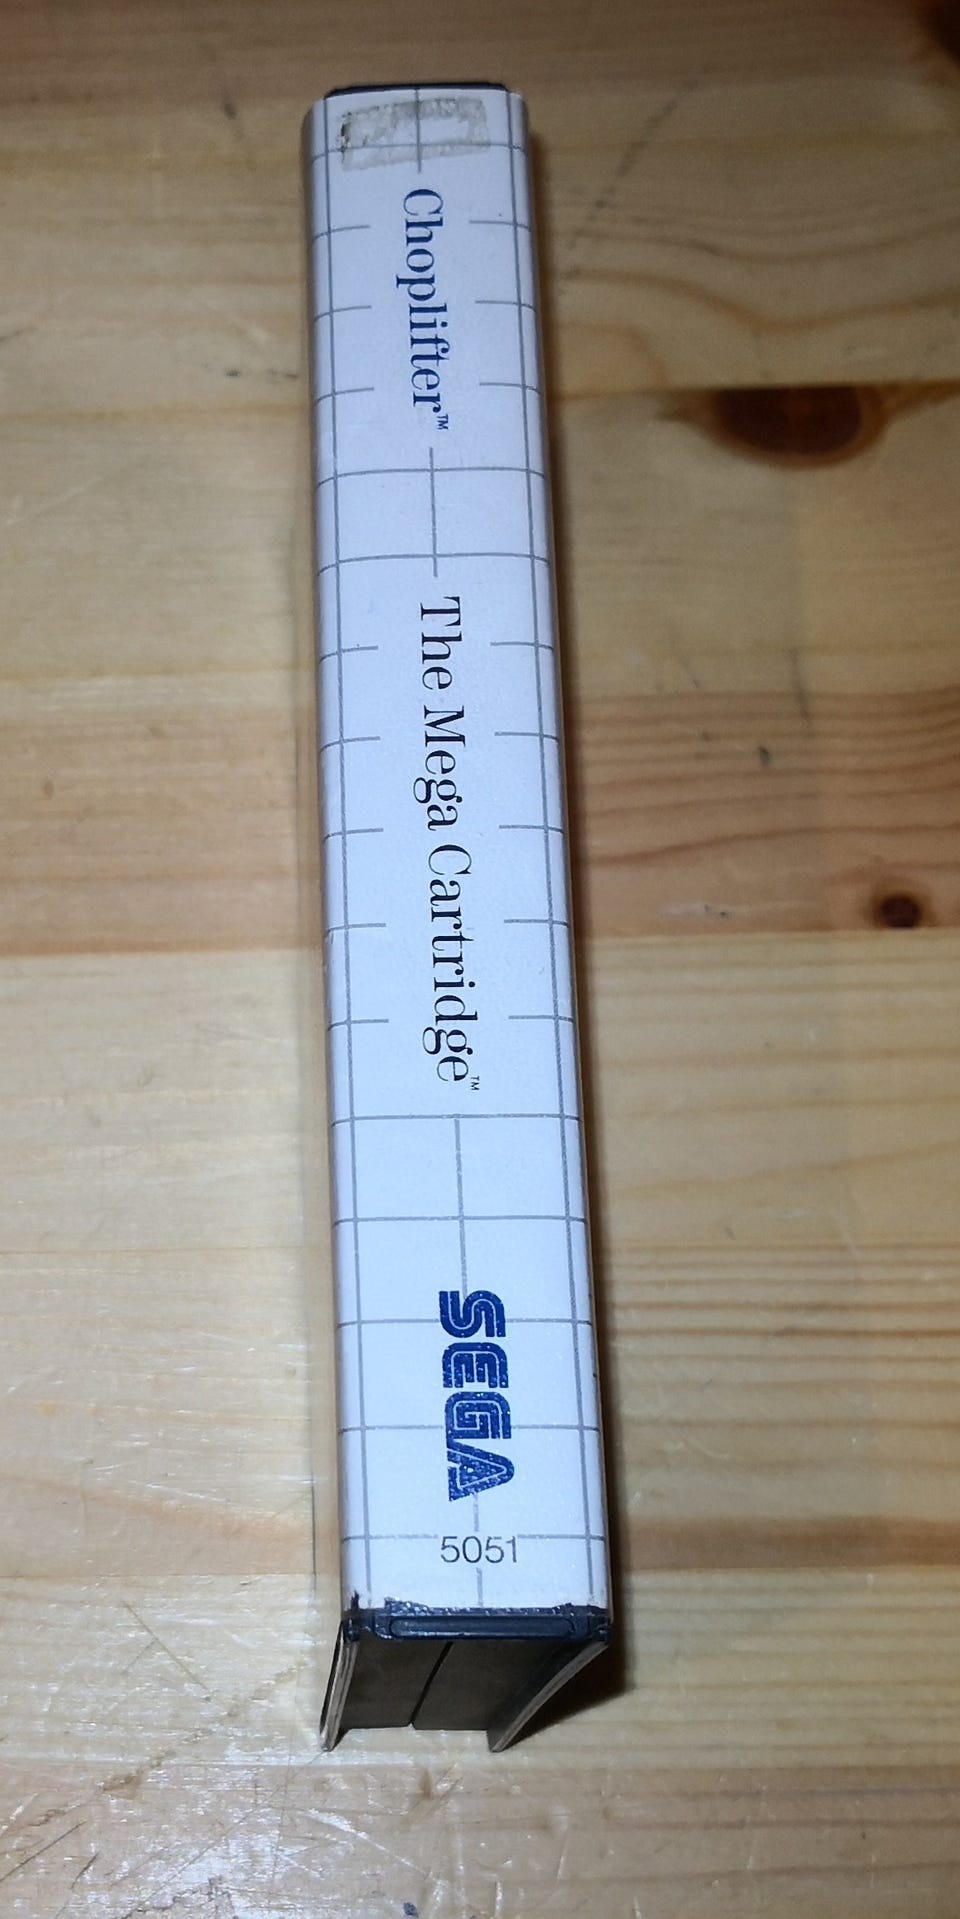 Choplifter™
The Mega Cartridge™
SEGA
5051